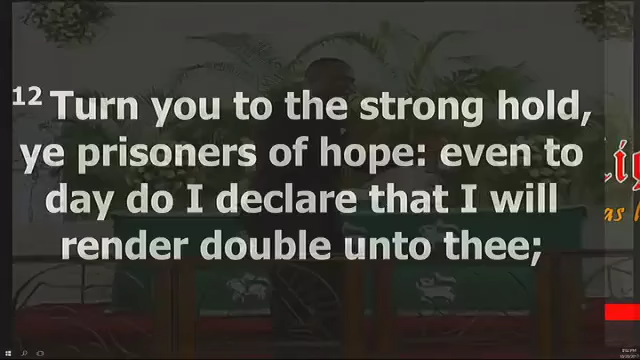 12 Turn you to the strong hold,
ye prisoners of hope: even to
day do I declare that I will
render double unto thee;